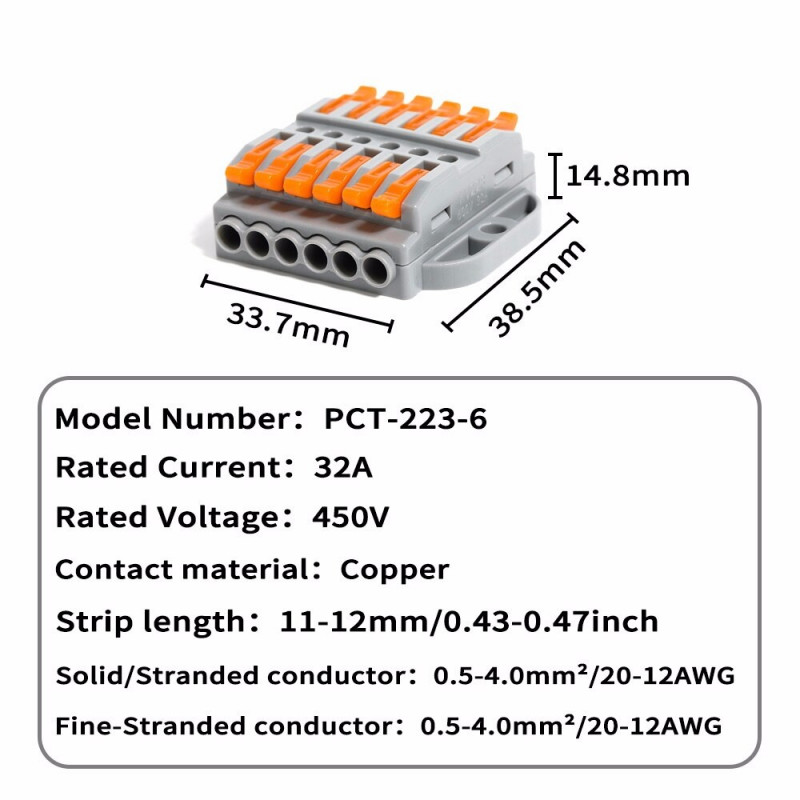 14.8mm
38.5mm
33.7mm
Model Number：PCT-223-6
Rated Current：32A
Rated Voltage：450V
Contact material：Copper
Strip length：11-12mm/0.43-0.47inch
Solid/Stranded conductor：0.5-4.0mm²/20-12AWG
Fine-Stranded conductor：0.5-4.0mm²/20-12AWG